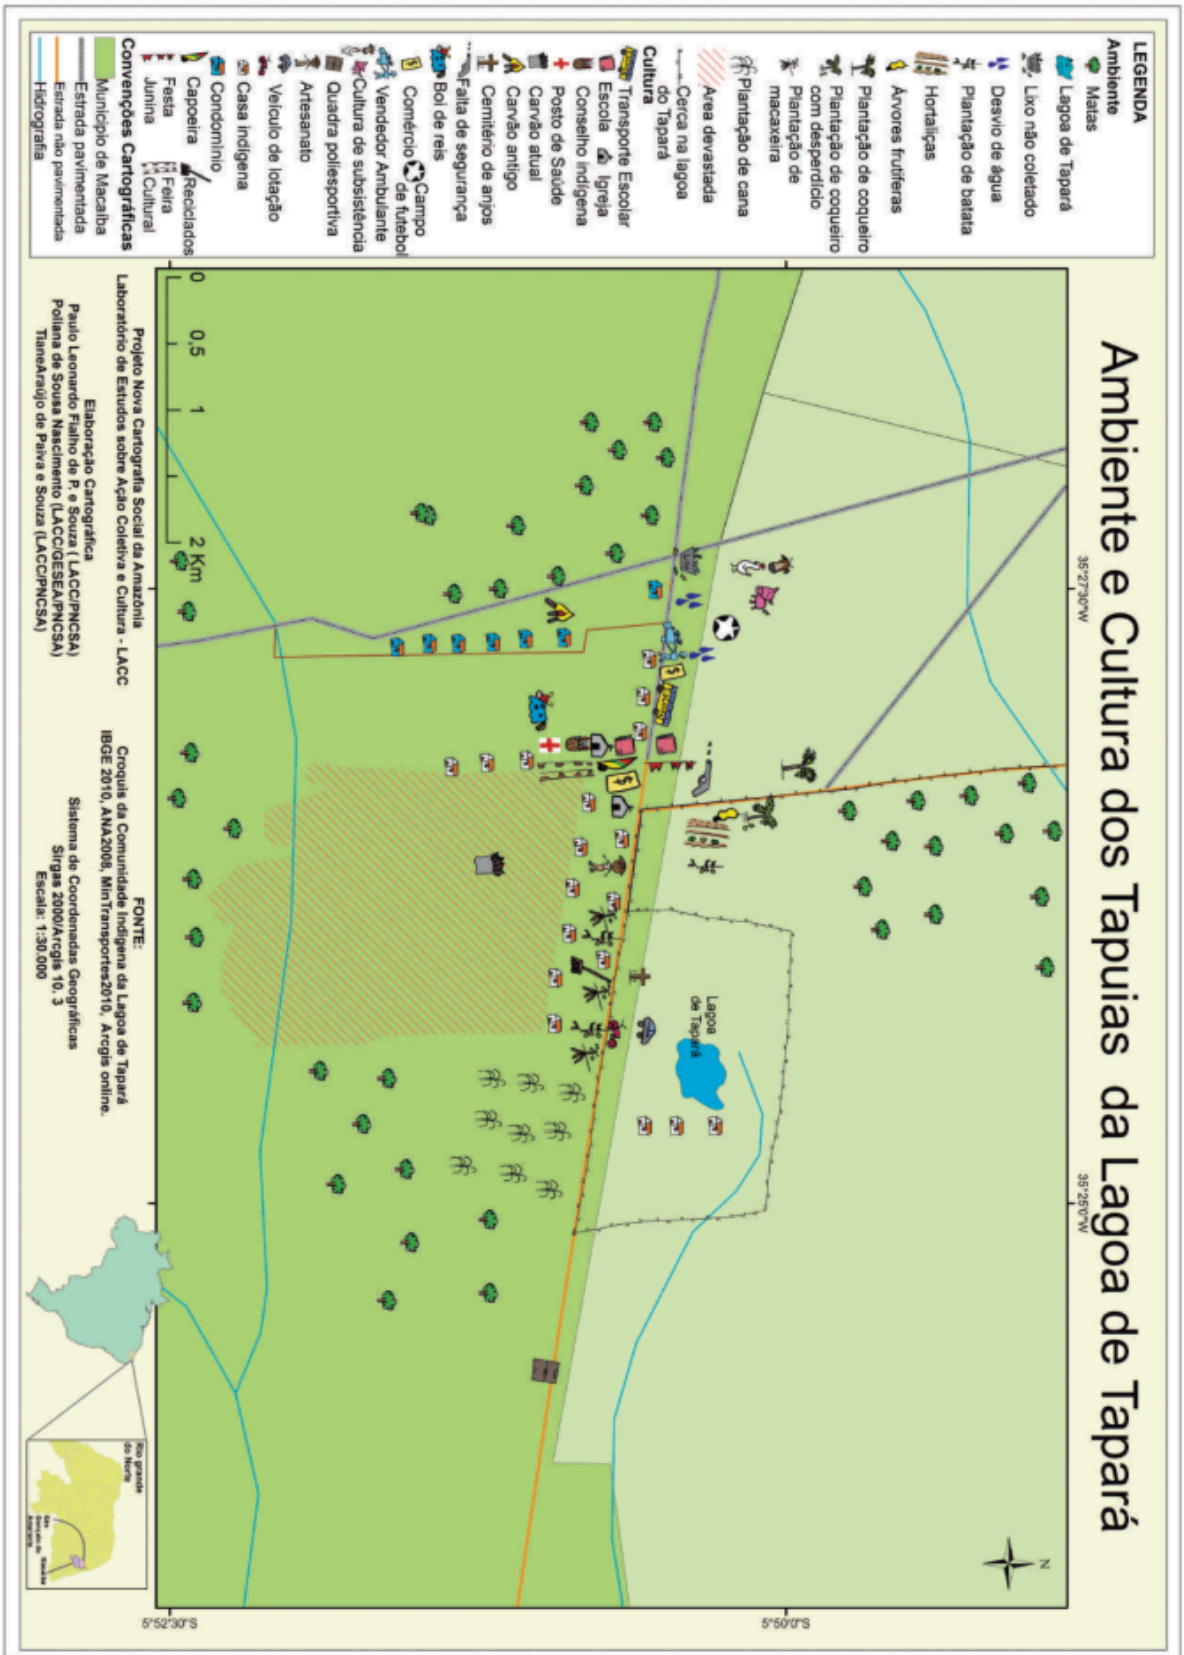 Ambiente e Cultura dos Tapuias da Lagoa de Tapará
LEGENDA
Ambiente
Matas
Lagoa de Tapará
Lixo não coletado
Desvio de água
Plantação de batata
Hortaliças
Árvores frutíferas
Plantação de coqueiro
Plantação de coqueiro
com desperdício
Plantação de
macaxeira
Plantação de cana
Área devastada
Cerca na lagoa
do Tapará
Cultura
Transporte Escolar
Escola
Igreja
Conselho indígena
Posto de Saúde
Carvão atual
Carvão antigo
Cemitério de anjos
Falta de segurança
Boi de reis
Comércio
Campo
de futebol
Vendedor Ambulante
Cultura de subsistência
Quadra poliesportiva
Artesanato
Veículo de lotação
Casa indígena
Condomínio
Capoeira
Reciclados
Festa
Junina
Feira
Cultural
Convenções Cartográficas
Município de Macaíba
Estrada pavimentada
Estrada não pavimentada
Hidrografia
35°27'30"W
35°25'0"W
5°50'0"S
5°52'30"S
N
Lagoa
de Tapará
0
0,5
1
2 Km
Projeto Nova Cartografia Social da Amazônia
Laboratório de Estudos sobre Ação Coletiva e Cultura - LACC
Elaboração Cartográfica
Paulo Leonardo Fialho de P. e Souza ( LACC/PNCSA)
Poliana de Sousa Nascimento (LACC/GESEA/PNCSA)
TianeAraújo de Paiva e Souza (LACC/PNCSA)
FONTE:
Croquis da Comunidade Indígena da Lagoa de Tapará
IBGE 2010, ANA2008, MinTransportes2010, Arcgis online.
Sistema de Coordenadas Geográficas
Sirgas 2000/Arcgis 10. 3
Escala: 1:30.000
Rio grande
do Norte
São
Gonçalo do
Amarante
Macaíba